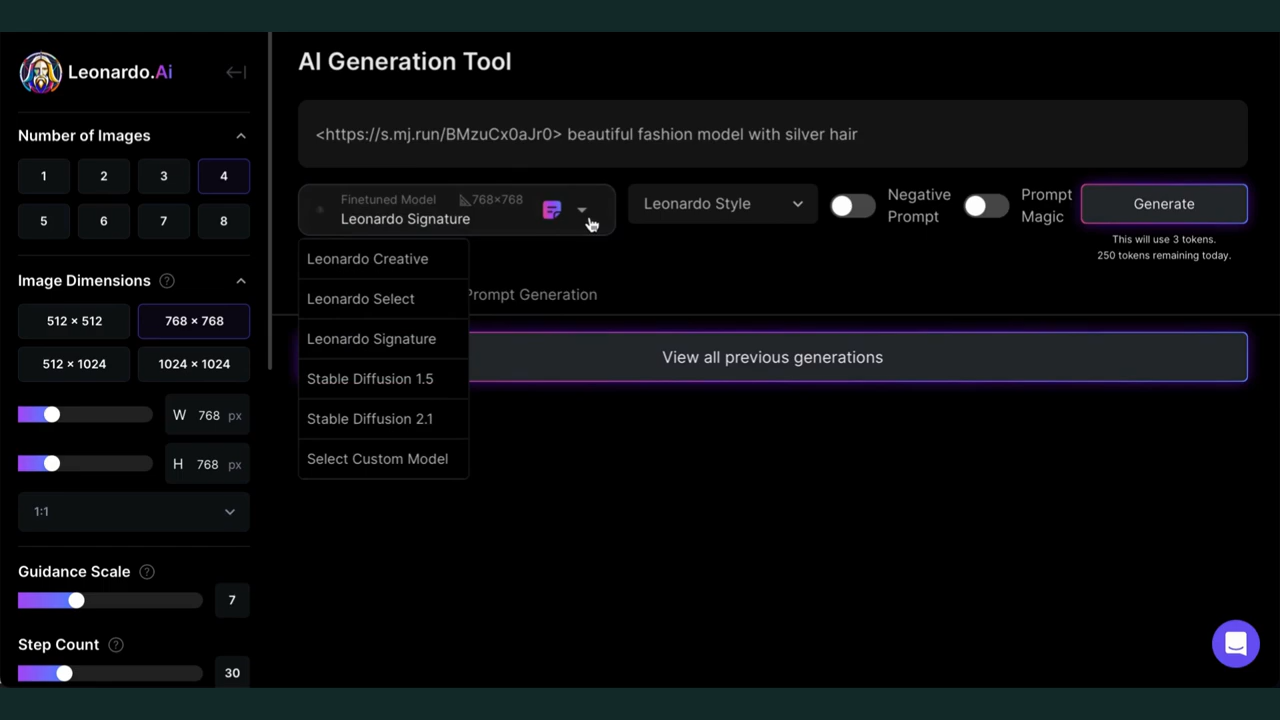 Leonardo.Ai
Number of Images
1 2 3 4
5 6 7 8
Image Dimensions ?
512 × 512 768 × 768
512 × 1024 1024 × 1024
W 768 px
H 768 px
1:1
Guidance Scale ?
7
Step Count ?
30
AI Generation Tool
<https://s.mj.run/BMzuCx0aJr0> beautiful fashion model with silver hair
Finetuned Model 768×768
Leonardo Signature
Leonardo Style
Negative
Prompt
Prompt
Magic
Generate
This will use 3 tokens.
250 tokens remaining today.
Leonardo Creative
Leonardo Select
Leonardo Signature
Stable Diffusion 1.5
Stable Diffusion 2.1
Select Custom Model
Prompt Generation
View all previous generations